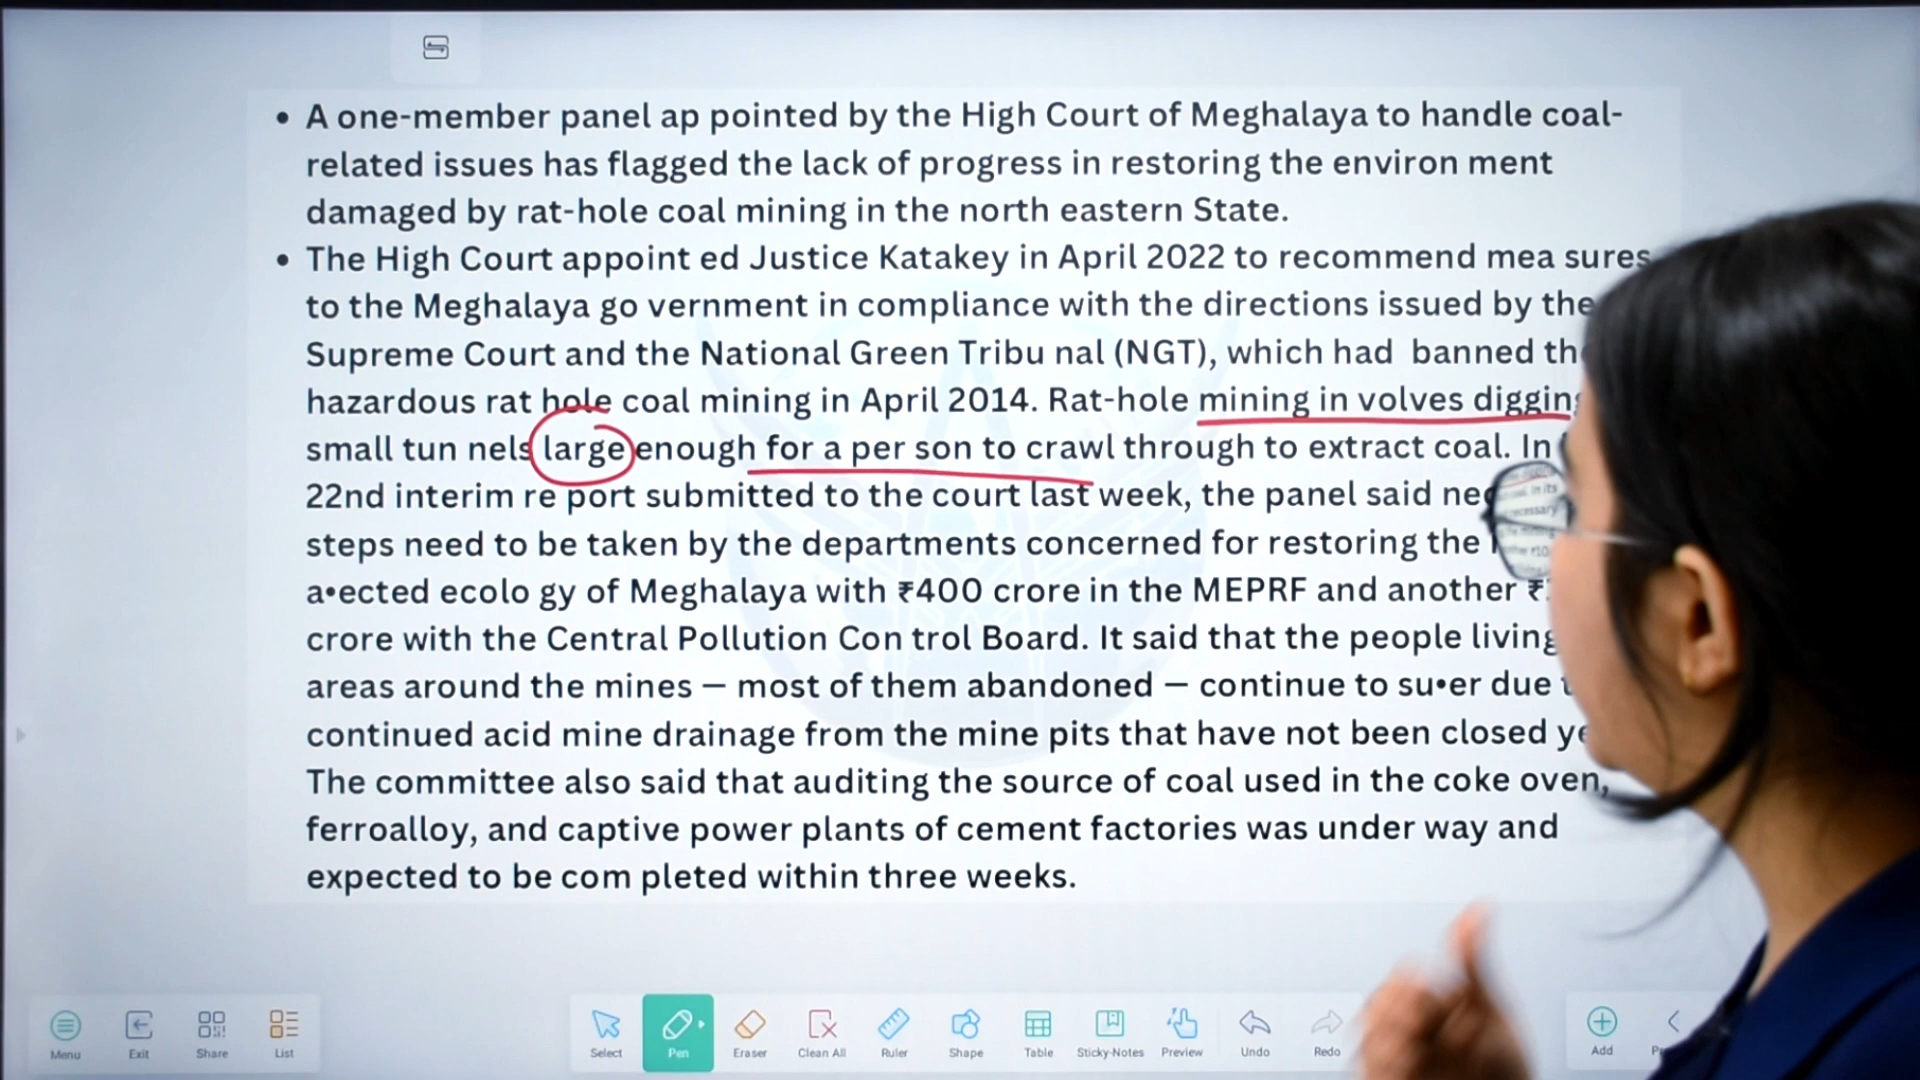 • A one-member panel ap pointed by the High Court of Meghalaya to handle coal-
related issues has flagged the lack of progress in restoring the environ ment
damaged by rat-hole coal mining in the north eastern State.
• The High Court appoint ed Justice Katakey in April 2022 to recommend mea sures
to the Meghalaya go vernment in compliance with the directions issued by the
Supreme Court and the National Green Tribu nal (NGT), which had banned
hazardous rat hole coal mining in April 2014. Rat-hole mining in volves
small tun nels large enough for a per son to crawl through to extract coal. In
22nd interim re port submitted to the court last week, the panel said
steps need to be taken by the departments concerned for restoring the
a•ected ecolo gy of Meghalaya with ₹400 crore in the MEPRF and another
crore with the Central Pollution Con trol Board. It said that the people
areas around the mines — most of them abandoned — continue to su•er due
continued acid mine drainage from the mine pits that have not been closed
The committee also said that auditing the source of coal used in the coke oven,
ferroalloy, and captive power plants of cement factories was under way and
expected to be com pleted within three weeks.
Menu Exit Share List Select Pen Eraser Clean All Ruler Shape Table Sticky-Notes Preview Undo Redo Add